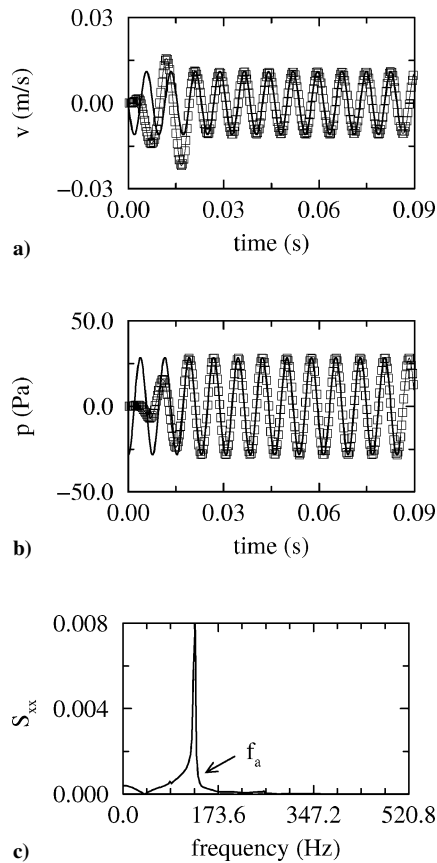 0.03
v (m/s)
0.00
−0.03
0.00 0.03 0.06 0.09
time (s)
a)
50.0
p (Pa)
0.0
−50.0
0.00 0.03 0.06 0.09
time (s)
b)
0.008
S_xx
0.004
f_a
0.000
0.0 173.6 347.2 520.8
frequency (Hz)
c)